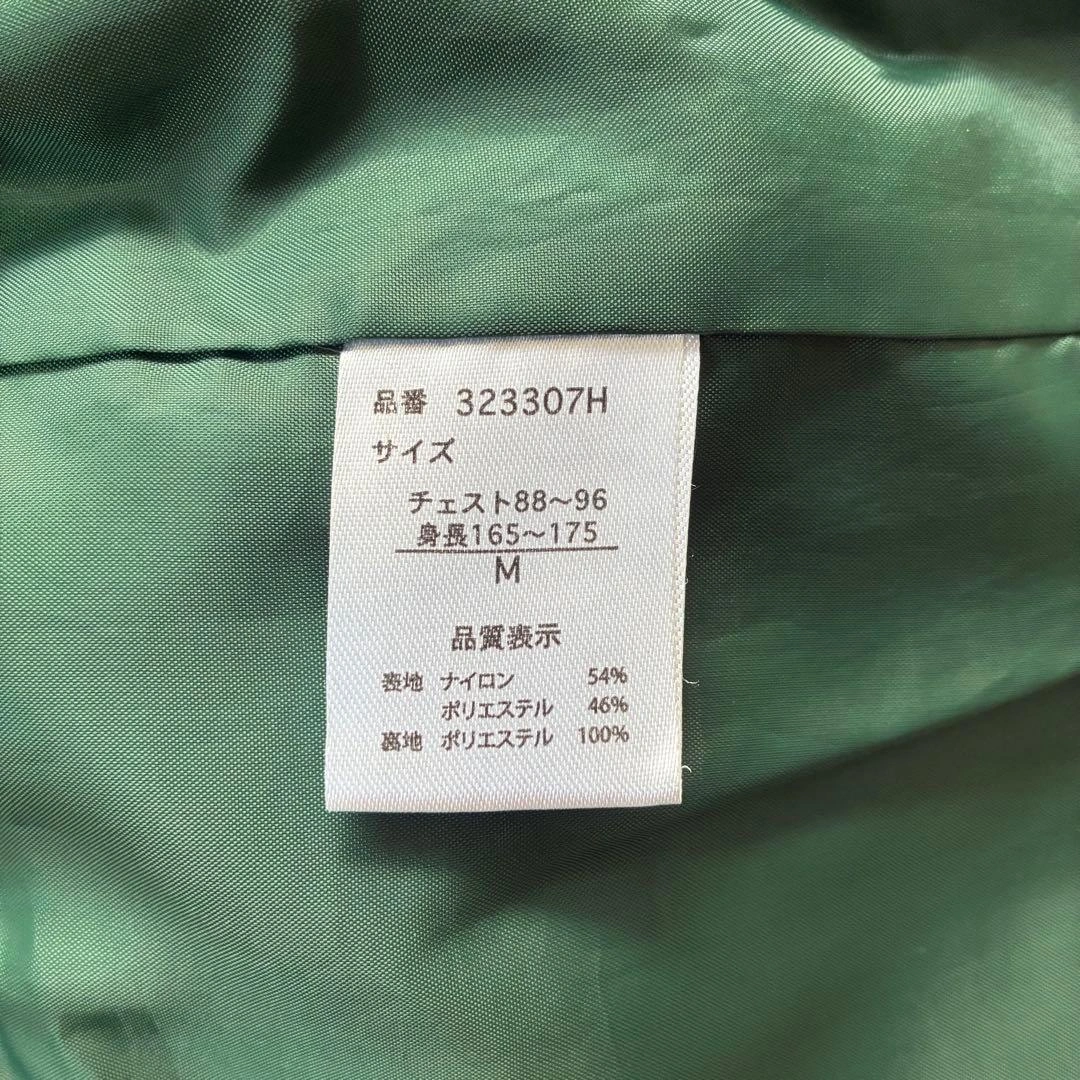 品番 323307H
サイズ
チェスト88～96
身長165～175
M
品質表示
表地 ナイロン 54%
ポリエステル 46%
裏地 ポリエステル 100%